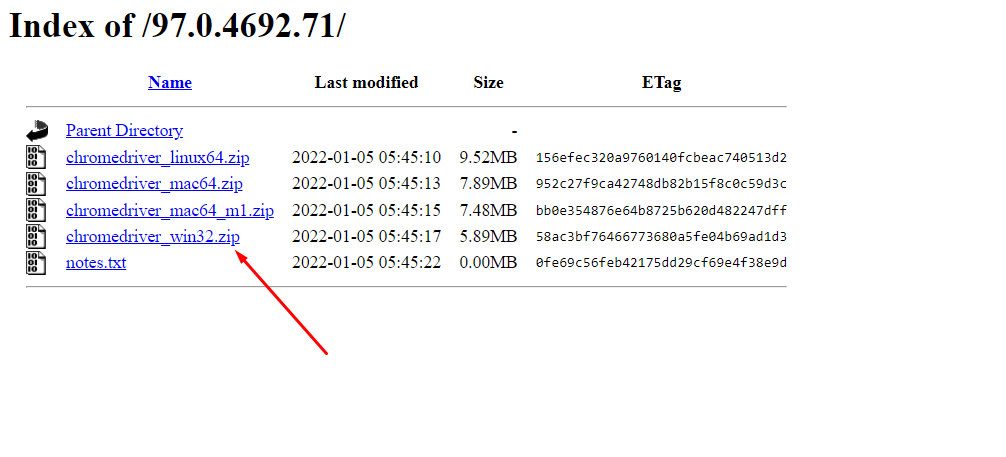 Index of /97.0.4692.71/
Name Last modified Size ETag
Parent Directory -
chromedriver_linux64.zip 2022-01-05 05:45:10 9.52MB 156efec320a9760140fcbeac740513d2
chromedriver_mac64.zip 2022-01-05 05:45:13 7.89MB 952c27f9ca42748db82b15f8c0c59d3c
chromedriver_mac64_m1.zip 2022-01-05 05:45:15 7.48MB bb0e354876e64b8725b620d482247dff
chromedriver_win32.zip 2022-01-05 05:45:17 5.89MB 58ac3bf76466773680a5fe04b69ad1d3
notes.txt 2022-01-05 05:45:22 0.00MB 0fe69c56feb42175dd29cf69e4f38e9d